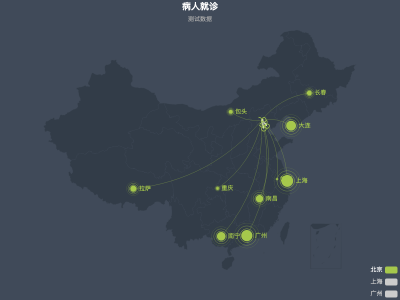 病人就诊
测试数据
长春
包头
大连
上海
拉萨
重庆
南昌
南宁
广州
北京
上海
广州